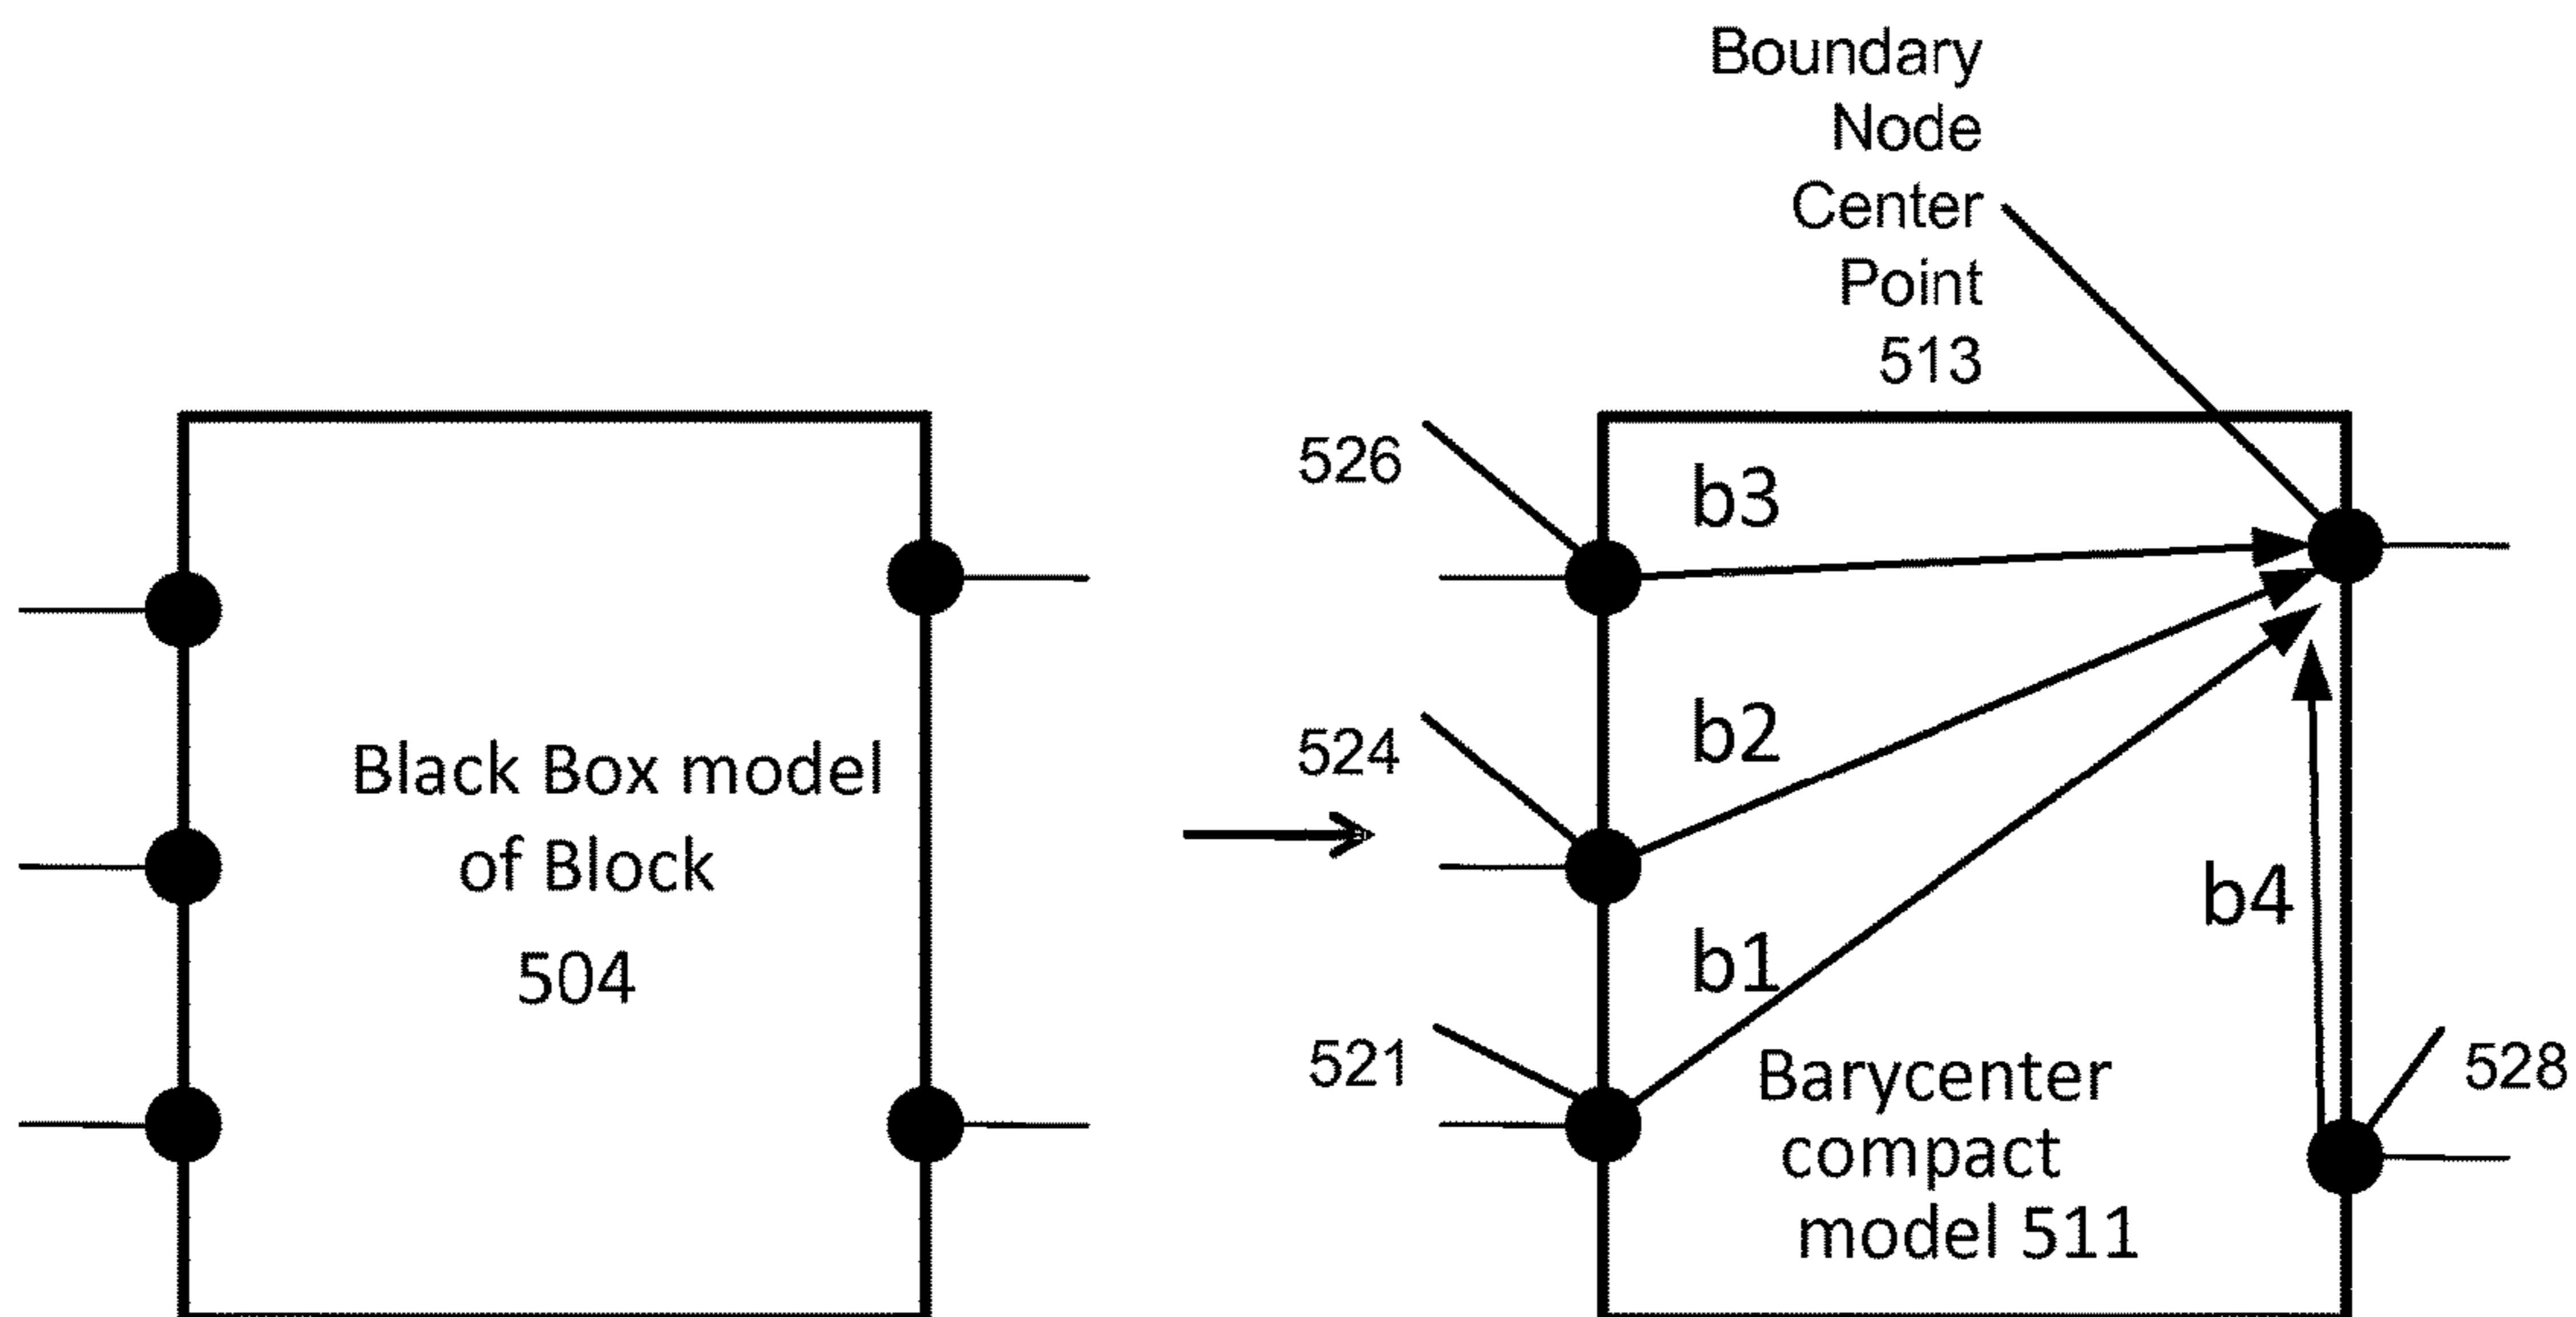 Boundary
Node
Center
Point
513
526
b3
524
b2
Black Box model
of Block
504
b4
b1
521
Barycenter
compact
model 511
528